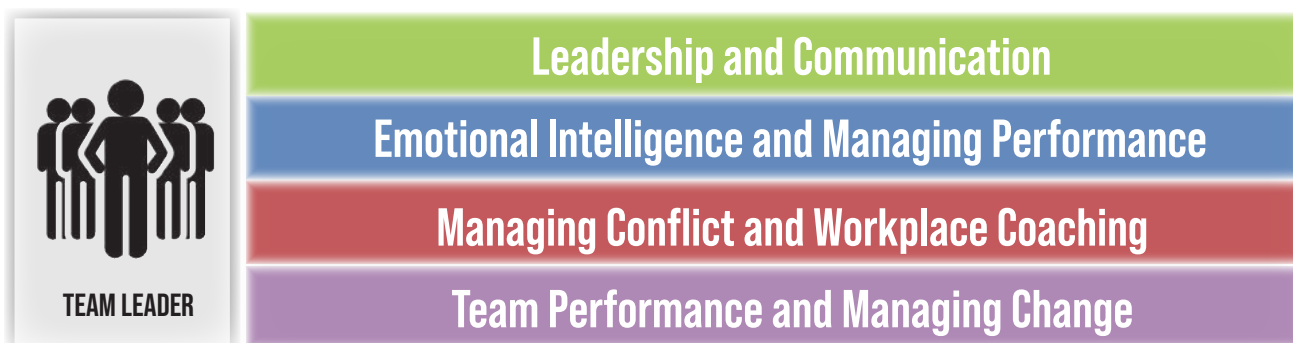 Leadership and Communication
Emotional Intelligence and Managing Performance
Managing Conflict and Workplace Coaching
Team Performance and Managing Change
TEAM LEADER